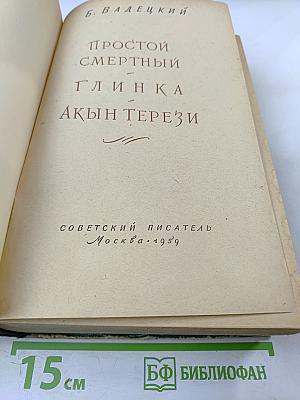 Б. ВАДЕЦКИЙ
ПРОСТОЙ
СМЕРТНЫЙ
ГЛИНКА
АКЫН ТЕРЕЗИ
СОВЕТСКИЙ ПИСАТЕЛЬ
Москва • 1959
15 см
БФ БИБЛИОФАН